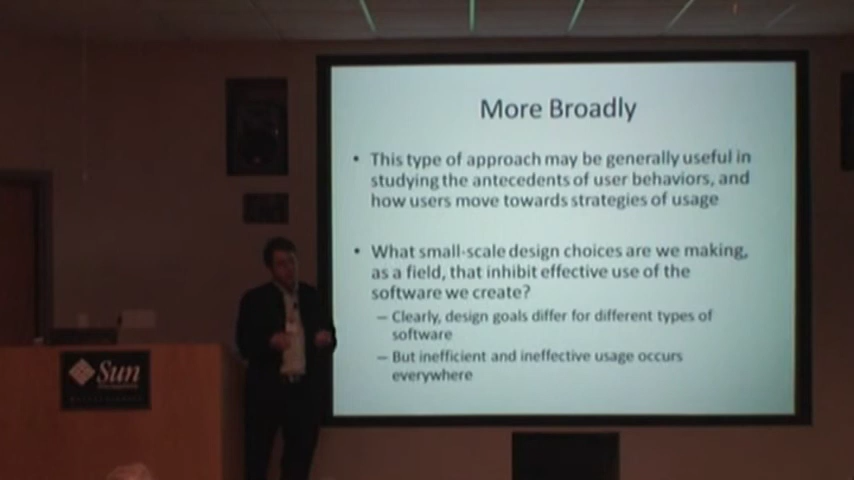 More Broadly
• This type of approach may be generally useful in
studying the antecedents of user behaviors, and
how users move towards strategies of usage
• What small-scale design choices are we making,
as a field, that inhibit effective use of the
software we create?
– Clearly, design goals differ for different types of
software
– But inefficient and ineffective usage occurs
everywhere
Sun